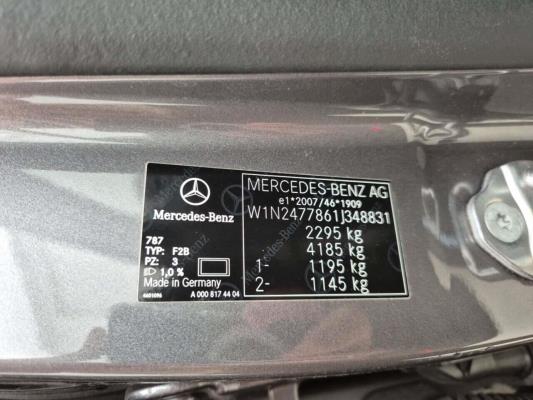 MERCEDES-BENZ AG
e1*2007/46*1909
W1N2477861J348831
2295 kg
4185 kg
1- 1195 kg
2- 1145 kg
Mercedes-Benz
787
TYP: F2B
PZ: 3
1,0 %
Made in Germany
A 000 817 44 04